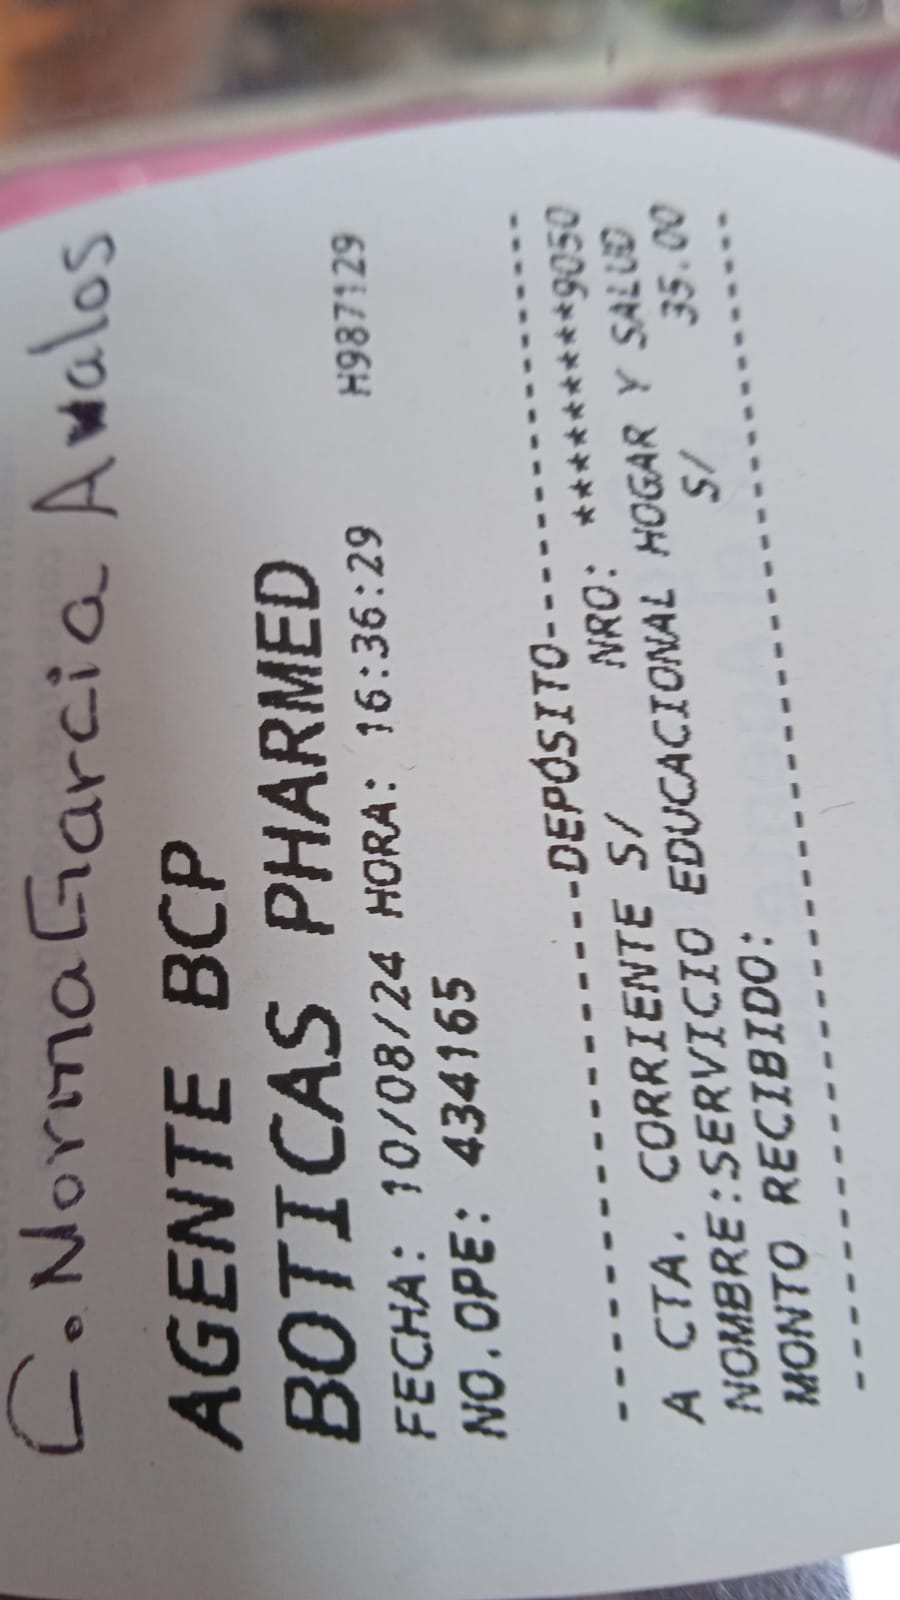 C. Norma Garcia Avalos
AGENTE BCP
BOTICAS PHARMED
FECHA: 10/08/24 HORA: 16:36:29 H987129
NO.OPE: 434165
--------------------DEPÓSITO--------------------
A CTA. CORRIENTE S/ NRO: *********9050
NOMBRE:SERVICIO EDUCACIONAL HOGAR Y SALUD
MONTO RECIBIDO: S/ 35.00
------------------------------------------------